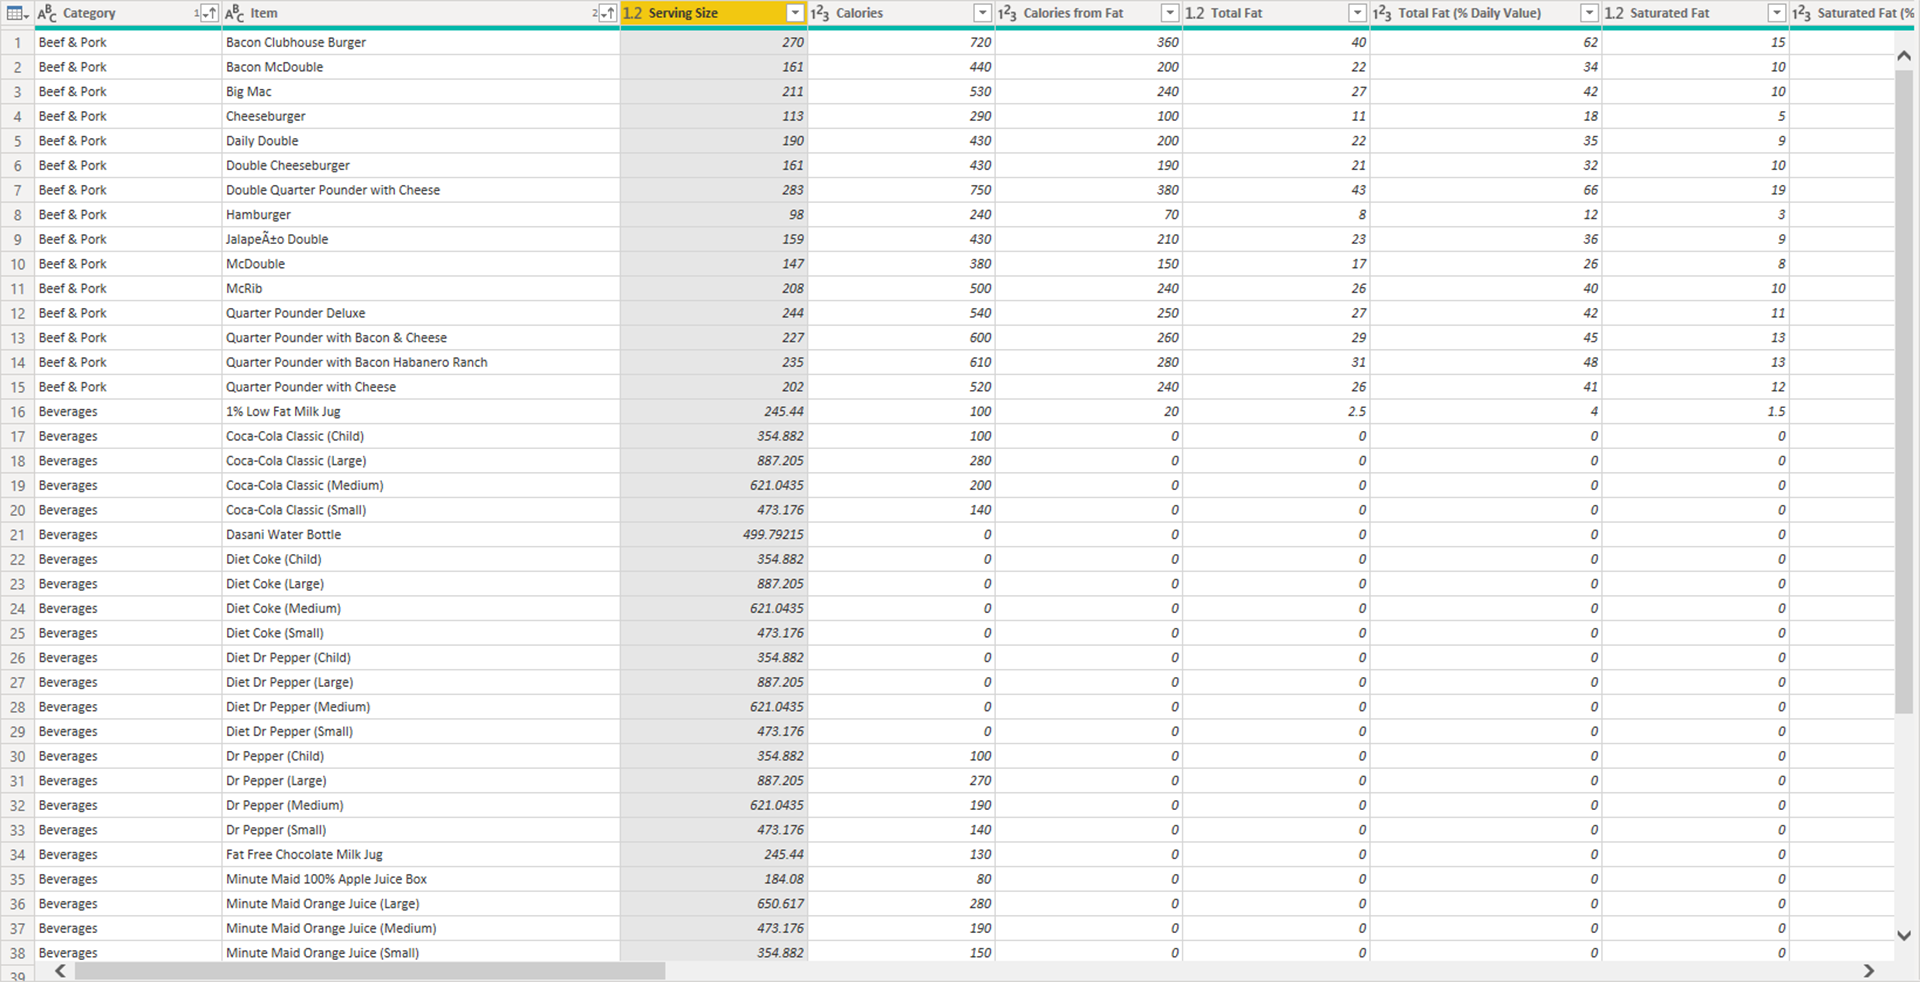 ABC Category 1 ABC Item 2 1.2 Serving Size 123 Calories 123 Calories from Fat 1.2 Total Fat 123 Total Fat (% Daily Value) 1.2 Saturated Fat 123 Saturated Fat (%
1 Beef & Pork Bacon Clubhouse Burger 270 720 360 40 62 15
2 Beef & Pork Bacon McDouble 161 440 200 22 34 10
3 Beef & Pork Big Mac 211 530 240 27 42 10
4 Beef & Pork Cheeseburger 113 290 100 11 18 5
5 Beef & Pork Daily Double 190 430 200 22 35 9
6 Beef & Pork Double Cheeseburger 161 430 190 21 32 10
7 Beef & Pork Double Quarter Pounder with Cheese 283 750 380 43 66 19
8 Beef & Pork Hamburger 98 240 70 8 12 3
9 Beef & Pork JalapeÃ±o Double 159 430 210 23 36 9
10 Beef & Pork McDouble 147 380 150 17 26 8
11 Beef & Pork McRib 208 500 240 26 40 10
12 Beef & Pork Quarter Pounder Deluxe 244 540 250 27 42 11
13 Beef & Pork Quarter Pounder with Bacon & Cheese 227 600 260 29 45 13
14 Beef & Pork Quarter Pounder with Bacon Habanero Ranch 235 610 280 31 48 13
15 Beef & Pork Quarter Pounder with Cheese 202 520 240 26 41 12
16 Beverages 1% Low Fat Milk Jug 245.44 100 20 2.5 4 1.5
17 Beverages Coca-Cola Classic (Child) 354.882 100 0 0 0 0
18 Beverages Coca-Cola Classic (Large) 887.205 280 0 0 0 0
19 Beverages Coca-Cola Classic (Medium) 621.0435 200 0 0 0 0
20 Beverages Coca-Cola Classic (Small) 473.176 140 0 0 0 0
21 Beverages Dasani Water Bottle 499.79215 0 0 0 0 0
22 Beverages Diet Coke (Child) 354.882 0 0 0 0 0
23 Beverages Diet Coke (Large) 887.205 0 0 0 0 0
24 Beverages Diet Coke (Medium) 621.0435 0 0 0 0 0
25 Beverages Diet Coke (Small) 473.176 0 0 0 0 0
26 Beverages Diet Dr Pepper (Child) 354.882 0 0 0 0 0
27 Beverages Diet Dr Pepper (Large) 887.205 0 0 0 0 0
28 Beverages Diet Dr Pepper (Medium) 621.0435 0 0 0 0 0
29 Beverages Diet Dr Pepper (Small) 473.176 0 0 0 0 0
30 Beverages Dr Pepper (Child) 354.882 100 0 0 0 0
31 Beverages Dr Pepper (Large) 887.205 270 0 0 0 0
32 Beverages Dr Pepper (Medium) 621.0435 190 0 0 0 0
33 Beverages Dr Pepper (Small) 473.176 140 0 0 0 0
34 Beverages Fat Free Chocolate Milk Jug 245.44 130 0 0 0 0
35 Beverages Minute Maid 100% Apple Juice Box 184.08 80 0 0 0 0
36 Beverages Minute Maid Orange Juice (Large) 650.617 280 0 0 0 0
37 Beverages Minute Maid Orange Juice (Medium) 473.176 190 0 0 0 0
38 Beverages Minute Maid Orange Juice (Small) 354.882 150 0 0 0 0
39